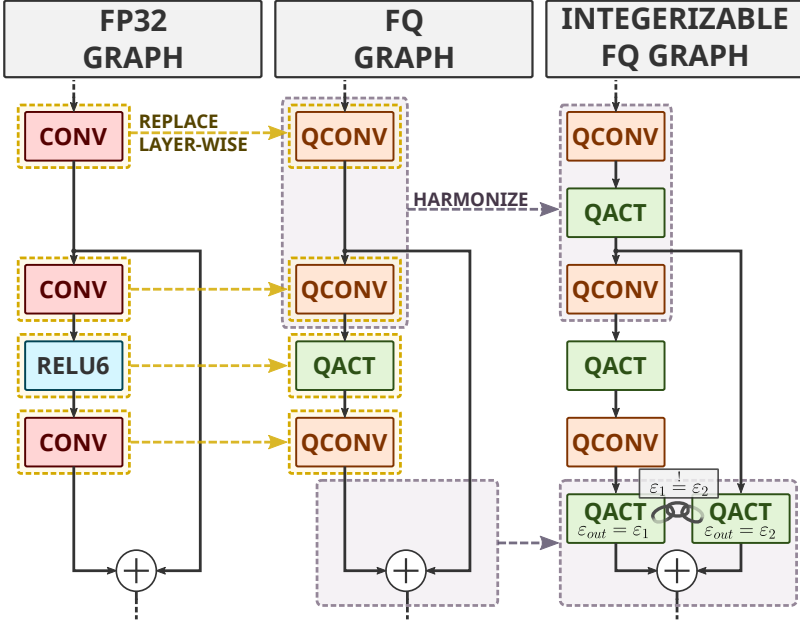 FP32
GRAPH
FQ
GRAPH
INTEGERIZABLE
FQ GRAPH
CONV
REPLACE
LAYER-WISE
QCONV
QCONV
HARMONIZE
QACT
CONV
QCONV
QCONV
RELU6
QACT
QACT
CONV
QCONV
QCONV
!
ε₁ = ε₂
QACT
εₒᵤₜ = ε₁
QACT
εₒᵤₜ = ε₂
+
+
+